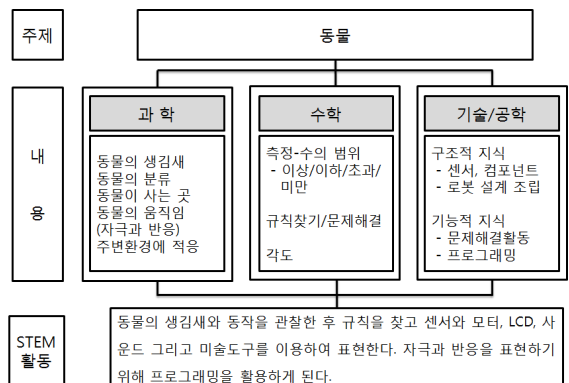 주제
동물
내
용
과 학
동물의 생김새
동물의 분류
동물이 사는 곳
동물의 움직임
(자극과 반응)
주변환경에 적응
수학
측정-수의 범위
- 이상/이하/초과/
미만
규칙찾기/문제해결
각도
기술/공학
구조적 지식
- 센서, 컴포넌트
- 로봇 설계 조립
기능적 지식
- 문제해결활동
- 프로그래밍
STEM
활동
동물의 생김새와 동작을 관찰한 후 규칙을 찾고 센서와 모터, LCD, 사
운드 그리고 미술도구를 이용하여 표현한다. 자극과 반응을 표현하기
위해 프로그래밍을 활용하게 된다.